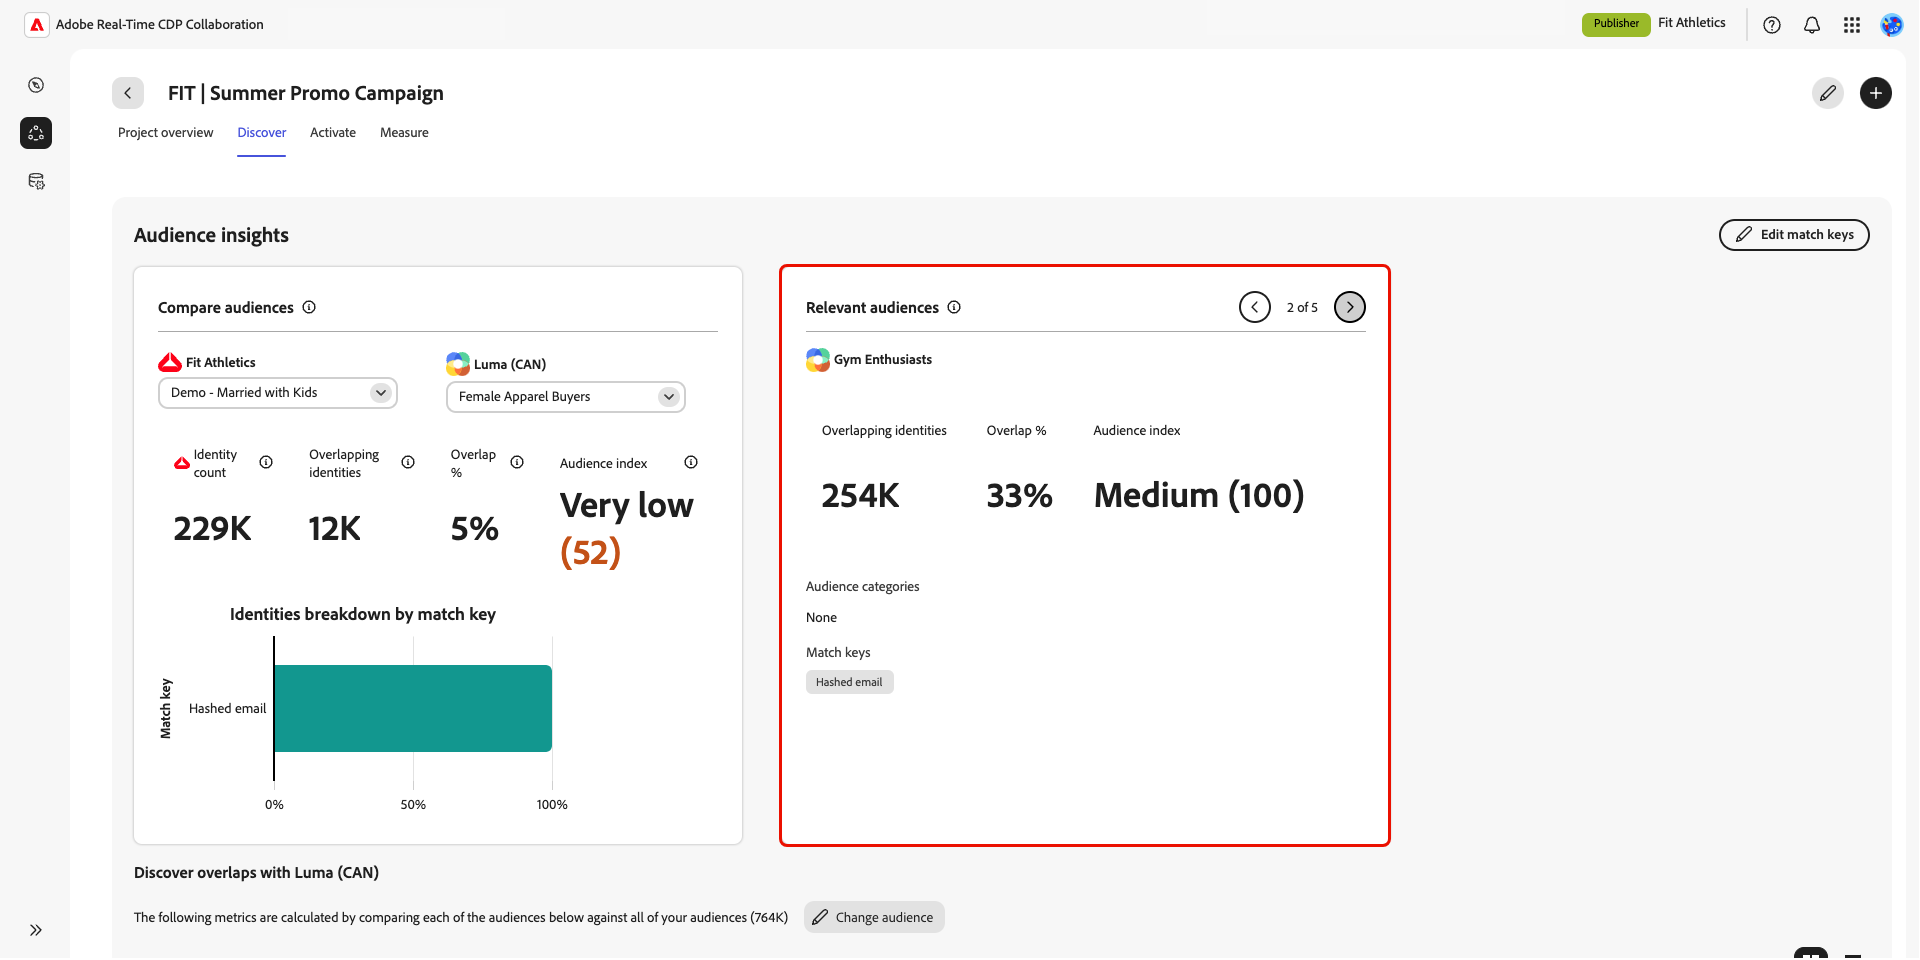 Adobe Real-Time CDP Collaboration
Publisher
Fit Athletics
FIT | Summer Promo Campaign
Project overview
Discover
Activate
Measure
Audience insights
Edit match keys
Compare audiences
Fit Athletics
Demo - Married with Kids
Luma (CAN)
Female Apparel Buyers
Identity
count
229K
Overlapping
identities
12K
Overlap
%
5%
Audience index
Very low
(52)
Identities breakdown by match key
Match key
Hashed email
0%
50%
100%
Relevant audiences
2 of 5
Gym Enthusiasts
Overlapping identities
254K
Overlap %
33%
Audience index
Medium (100)
Audience categories
None
Match keys
Hashed email
Discover overlaps with Luma (CAN)
The following metrics are calculated by comparing each of the audiences below against all of your audiences (764K)
Change audience